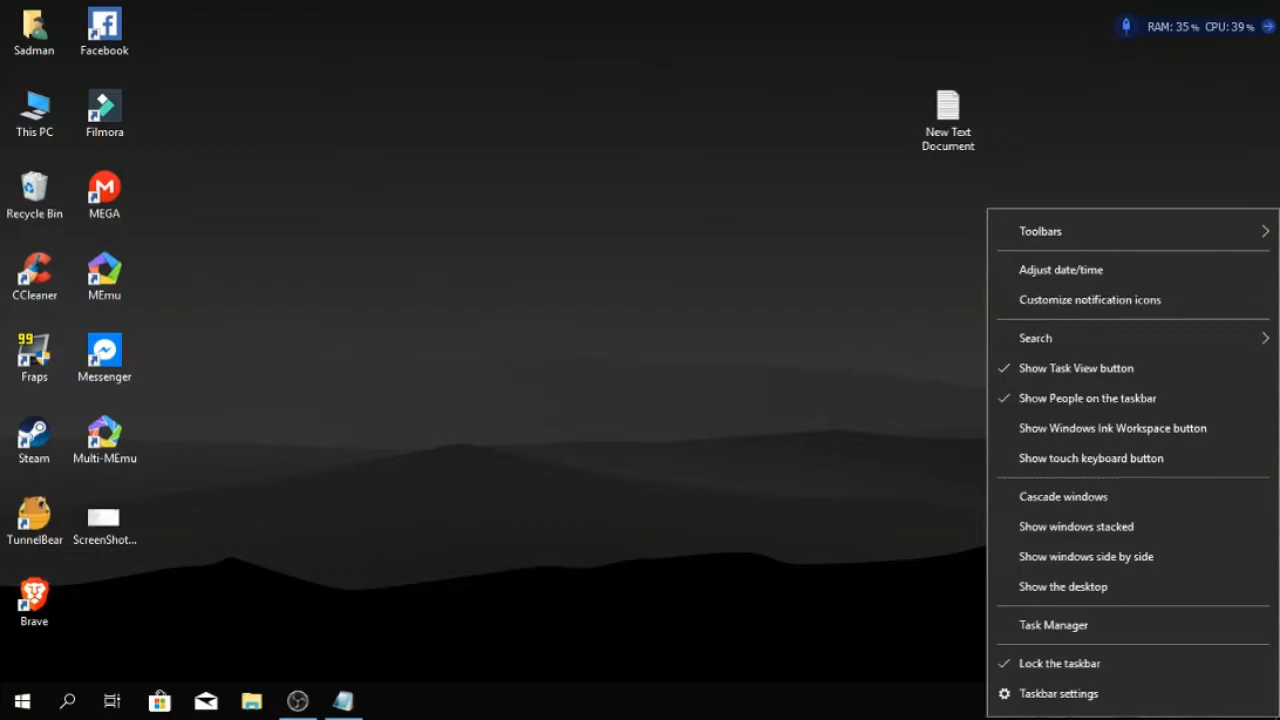 Sadman
Facebook
This PC
Filmora
Recycle Bin
MEGA
CCleaner
MEmu
99
Fraps
Messenger
Steam
Multi-MEmu
TunnelBear
ScreenShot...
Brave
RAM: 35 % CPU: 39 %
New Text
Document
Toolbars
Adjust date/time
Customize notification icons
Search
Show Task View button
Show People on the taskbar
Show Windows Ink Workspace button
Show touch keyboard button
Cascade windows
Show windows stacked
Show windows side by side
Show the desktop
Task Manager
Lock the taskbar
Taskbar settings